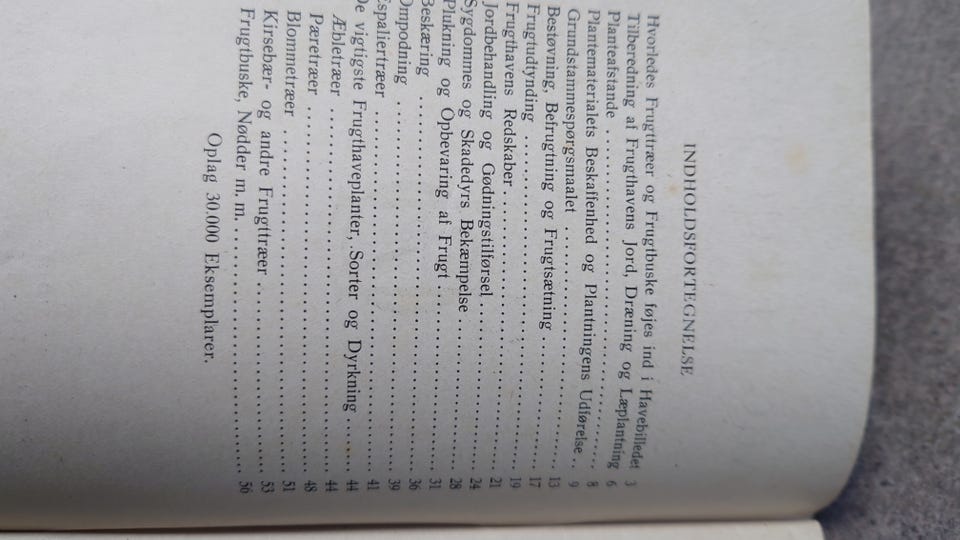 INDHOLDSFORTEGNELSE
Hvorledes Frugttræer og Frugtbuske føjes ind i Havebilledet 3
Tilberedning af Frugthavens Jord, Dræning og Læplantning 6
Planteafstande ........ 8
Plantematerialets Beskaffenhed og Plantningens Udførelse .. 9
Grundstammespørgsmaalet ........ 13
Bestøvning, Befrugtning og Frugtsætning ........ 17
Frugtudtynding ........ 19
Frugthavens Redskaber ........ 21
Jordbehandling og Gødningstilførsel ........ 24
Sygdommes og Skadedyrs Bekæmpelse ........ 28
Plukning og Opbevaring af Frugt ........ 31
Beskæring ........ 36
Ompodning ........ 39
Espaliertræer ........ 41
De vigtigste Frugthaveplanter, Sorter og Dyrkning .... 44
Æbletræer ........ 44
Pæretræer ........ 48
Blommetræer ........ 51
Kirsebær- og andre Frugttræer ........ 53
Frugtbuske, Nødder m. m. ........ 56
Oplag 30.000 Eksemplarer.